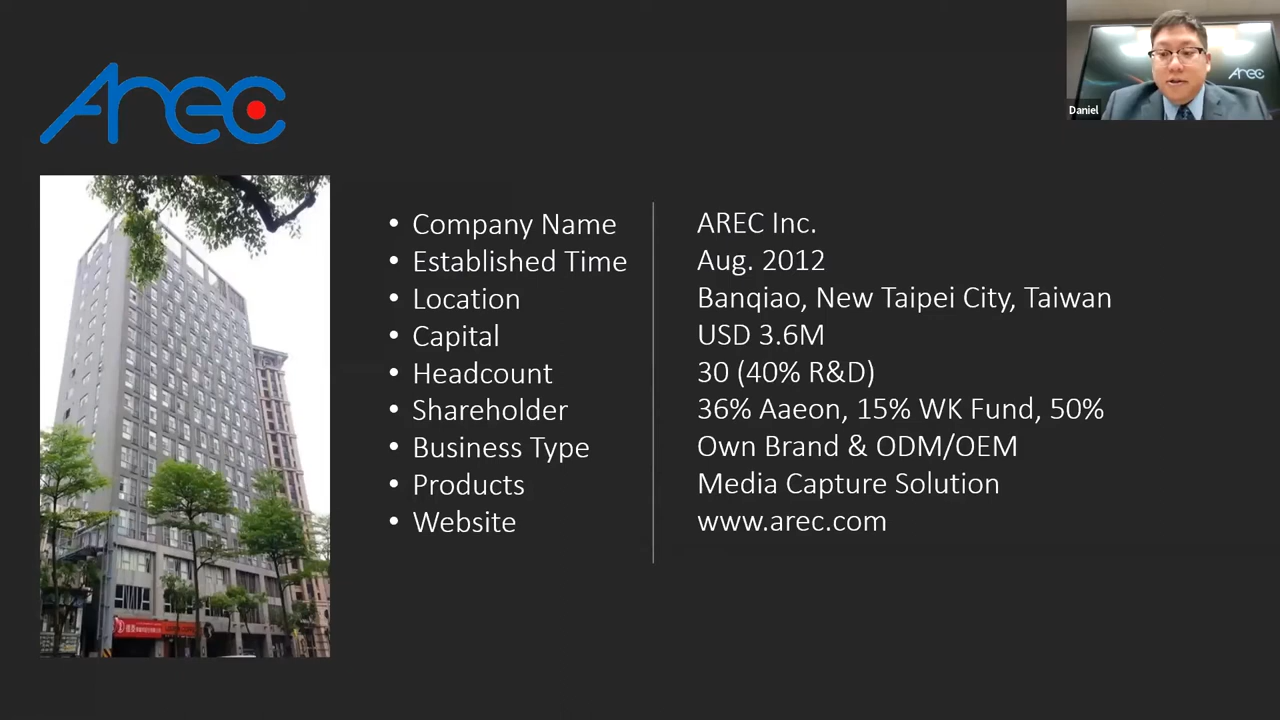 Arec
AREC
Daniel
Company Name AREC Inc.
Established Time Aug. 2012
Location Banqiao, New Taipei City, Taiwan
Capital USD 3.6M
Headcount 30 (40% R&D)
Shareholder 36% Aaeon, 15% WK Fund, 50%
Business Type Own Brand & ODM/OEM
Products Media Capture Solution
Website www.arec.com